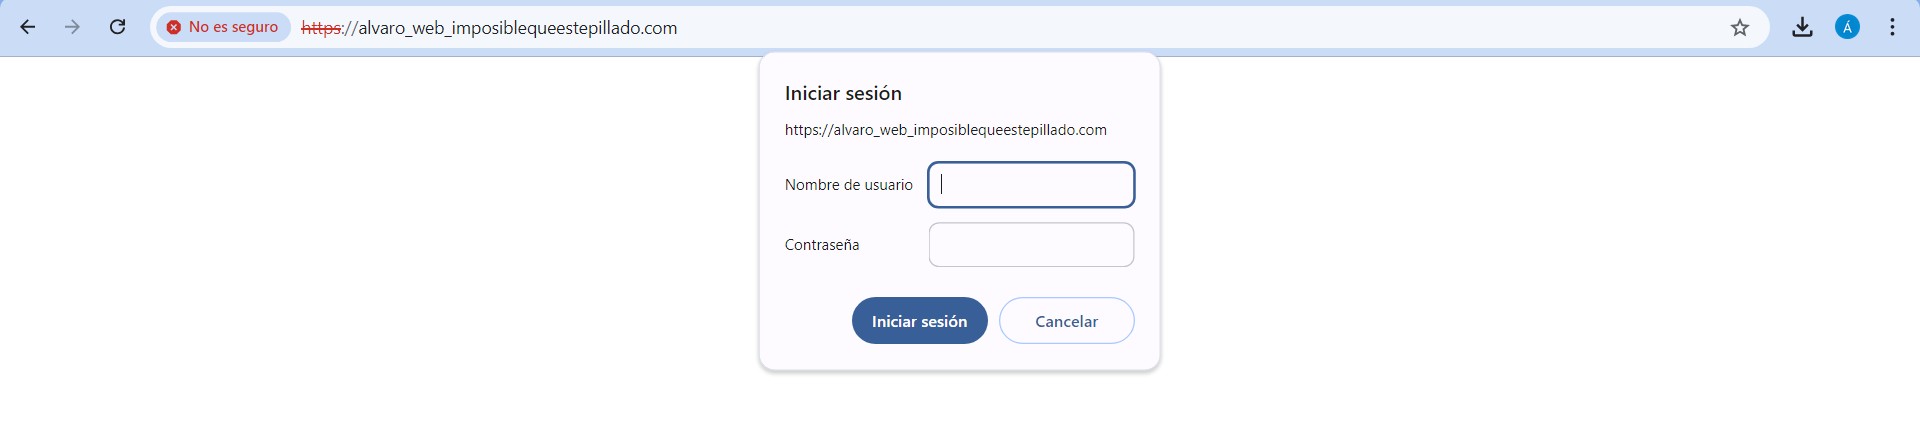 No es seguro https://alvaro_web_imposiblequeestepillado.com Á
Iniciar sesión
https://alvaro_web_imposiblequeestepillado.com
Nombre de usuario
Contraseña
Iniciar sesión Cancelar